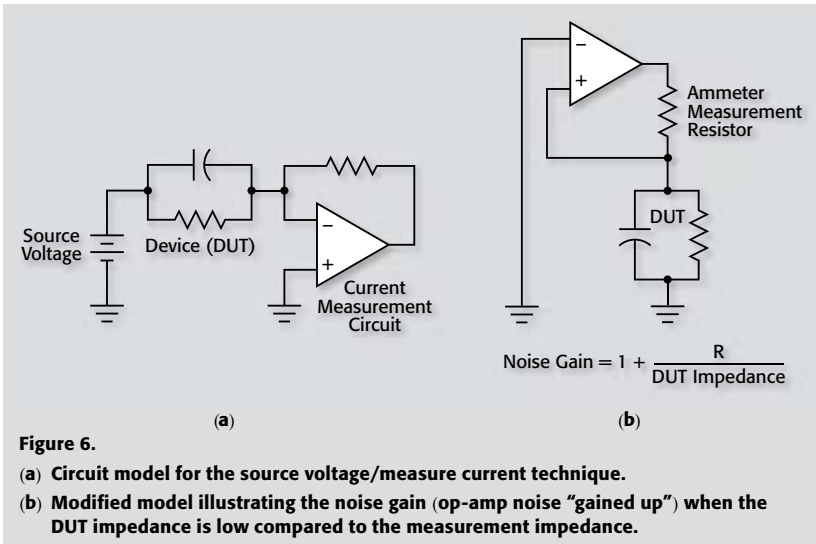 Source
Voltage
Device (DUT)
−
+
Current
Measurement
Circuit
(a)
−
+
Ammeter
Measurement
Resistor
DUT
Noise Gain = 1 + R
DUT Impedance
(b)
Figure 6.
(a) Circuit model for the source voltage/measure current technique.
(b) Modified model illustrating the noise gain (op-amp noise “gained up”) when the
DUT impedance is low compared to the measurement impedance.